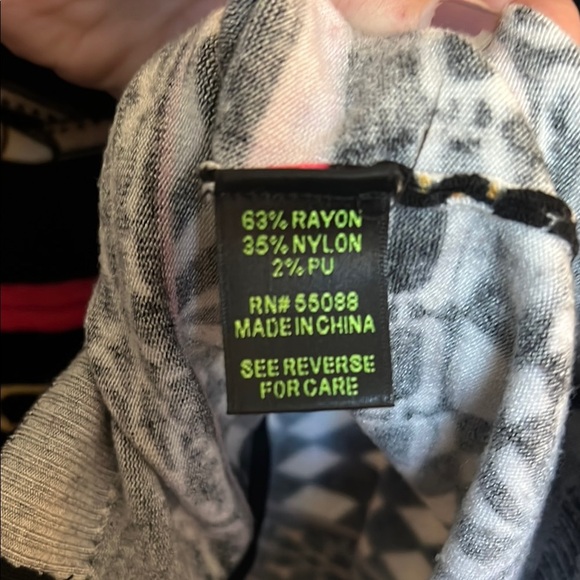 63% RAYON
35% NYLON
2% PU
RN# 55088
MADE IN CHINA
SEE REVERSE
FOR CARE